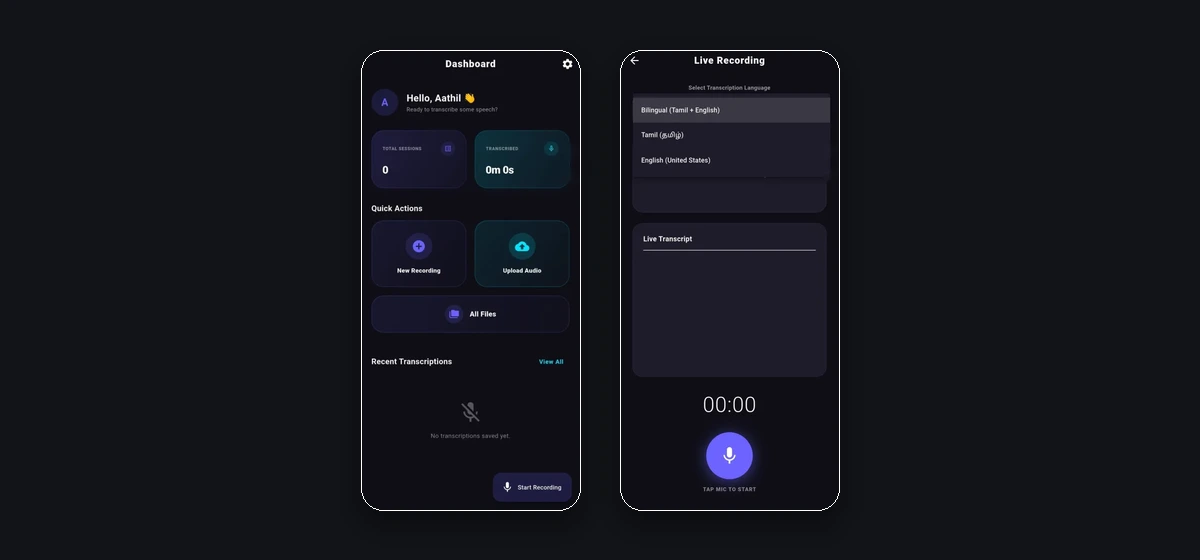 Dashboard
A
Hello, Aathil 👋
Ready to transcribe some speech?
TOTAL SESSIONS
0
TRANSCRIBED
0m 0s
Quick Actions
New Recording
Upload Audio
All Files
Recent Transcriptions
View All
No transcriptions saved yet.
Start Recording
Live Recording
Select Transcription Language
Bilingual (Tamil + English)
Tamil (தமிழ்)
English (United States)
Live Transcript
00:00
TAP MIC TO START